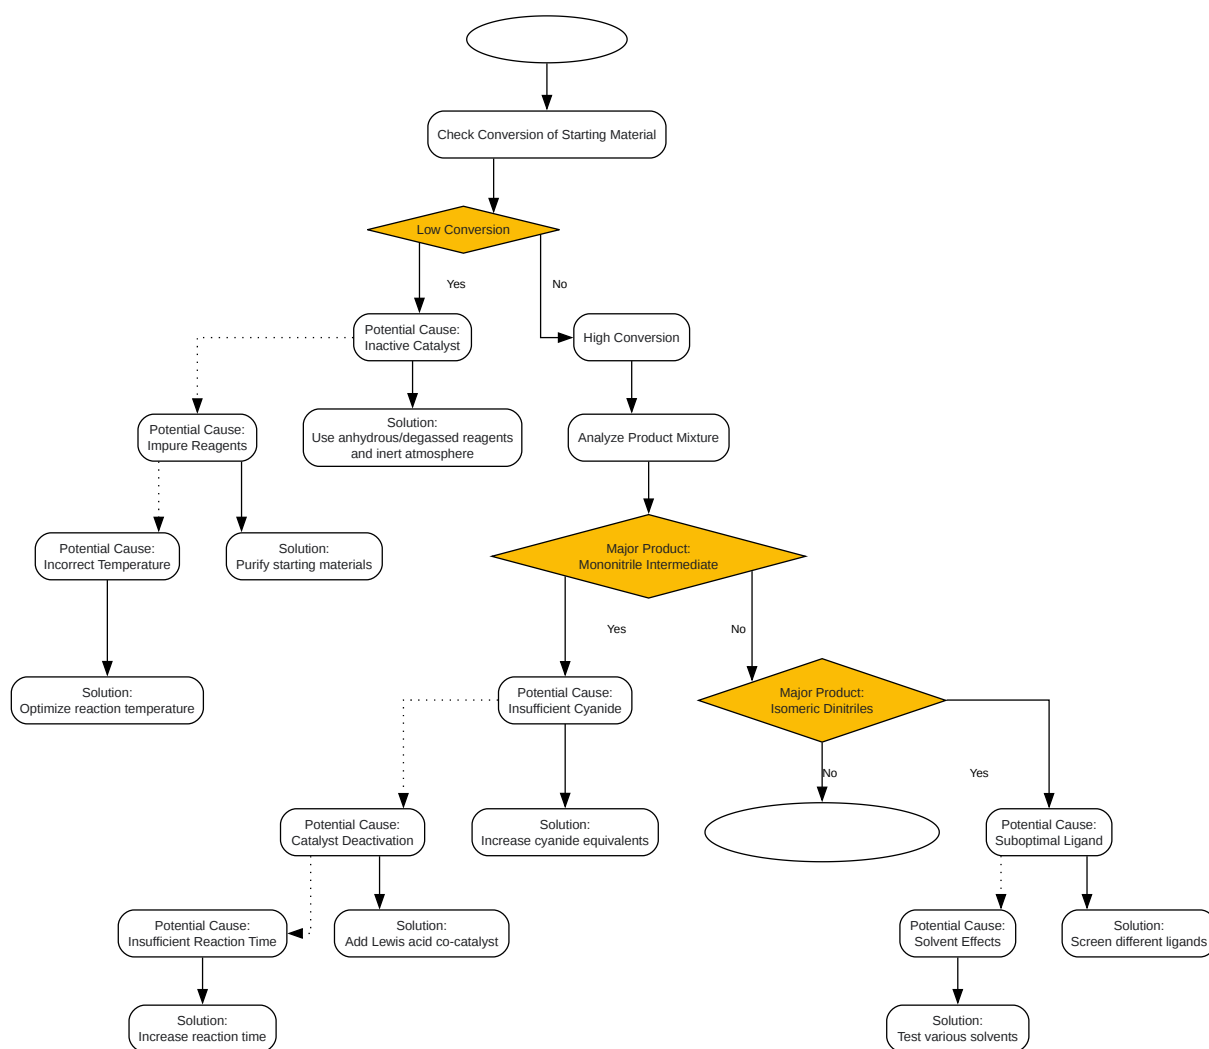 Check Conversion of Starting Material
Low Conversion
Yes
No
Potential Cause:
Inactive Catalyst
High Conversion
Potential Cause:
Impure Reagents
Solution:
Use anhydrous/degassed reagents
and inert atmosphere
Analyze Product Mixture
Potential Cause:
Incorrect Temperature
Solution:
Purify starting materials
Major Product:
Mononitrile Intermediate
Yes
No
Solution:
Optimize reaction temperature
Potential Cause:
Insufficient Cyanide
Major Product:
Isomeric Dinitriles
No
Yes
Potential Cause:
Catalyst Deactivation
Solution:
Increase cyanide equivalents
Potential Cause:
Suboptimal Ligand
Potential Cause:
Insufficient Reaction Time
Solution:
Add Lewis acid co-catalyst
Potential Cause:
Solvent Effects
Solution:
Screen different ligands
Solution:
Increase reaction time
Solution:
Test various solvents